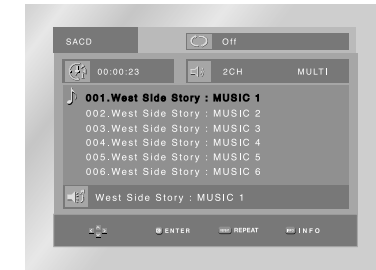 SACD Off
00:00:23 2CH MULTI
001.West Side Story : MUSIC 1
002.West Side Story : MUSIC 2
003.West Side Story : MUSIC 3
004.West Side Story : MUSIC 4
005.West Side Story : MUSIC 5
006.West Side Story : MUSIC 6
West Side Story : MUSIC 1
ENTER REPEAT INFO